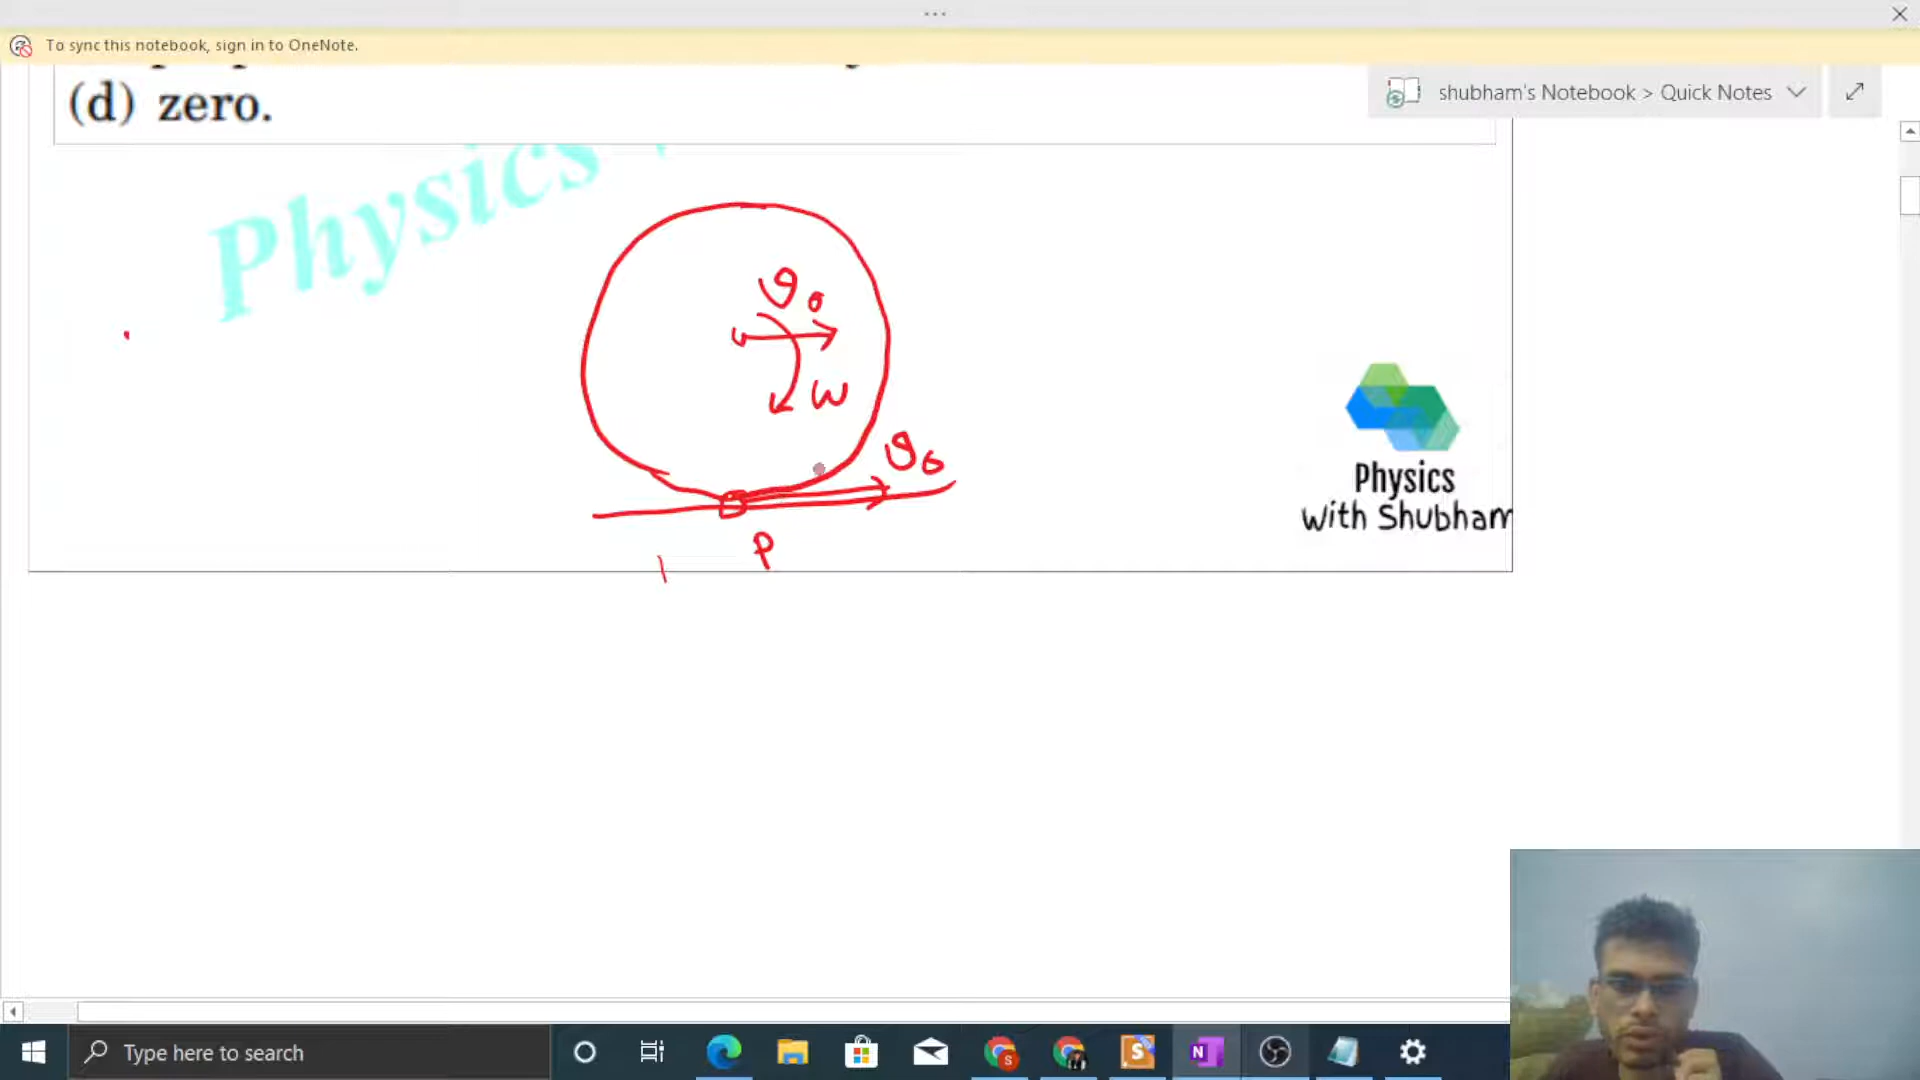 To sync this notebook, sign in to OneNote.
shubham's Notebook > Quick Notes
(d) zero.
Physics
ϑ₀
ω
ϑ₀
P
Physics
with Shubham
Type here to search